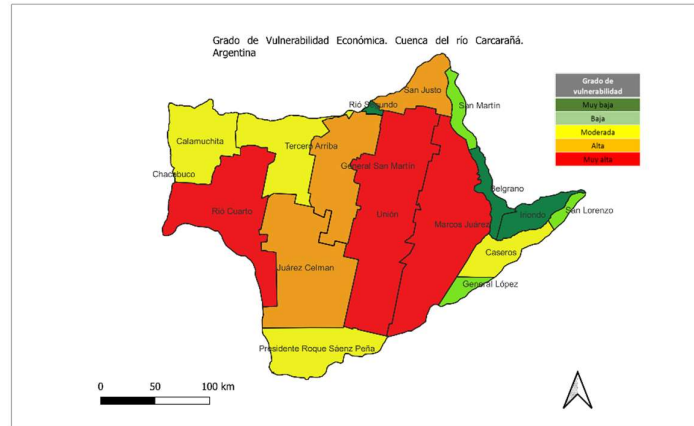 Grado de Vulnerabilidad Económica. Cuenca del río Carcarañá.
Argentina
Grado de
vulnerabilidad
Muy baja
Baja
Moderada
Alta
Muy alta
San Justo
Rió Segundo
San Martín
Calamuchita
Tercero Arriba
General San Martín
Chacabuco
Belgrano
Río Cuarto
Unión
Iriondo
San Lorenzo
Marcos Juárez
Caseros
Juárez Celman
General López
Presidente Roque Sáenz Peña
0 50 100 km